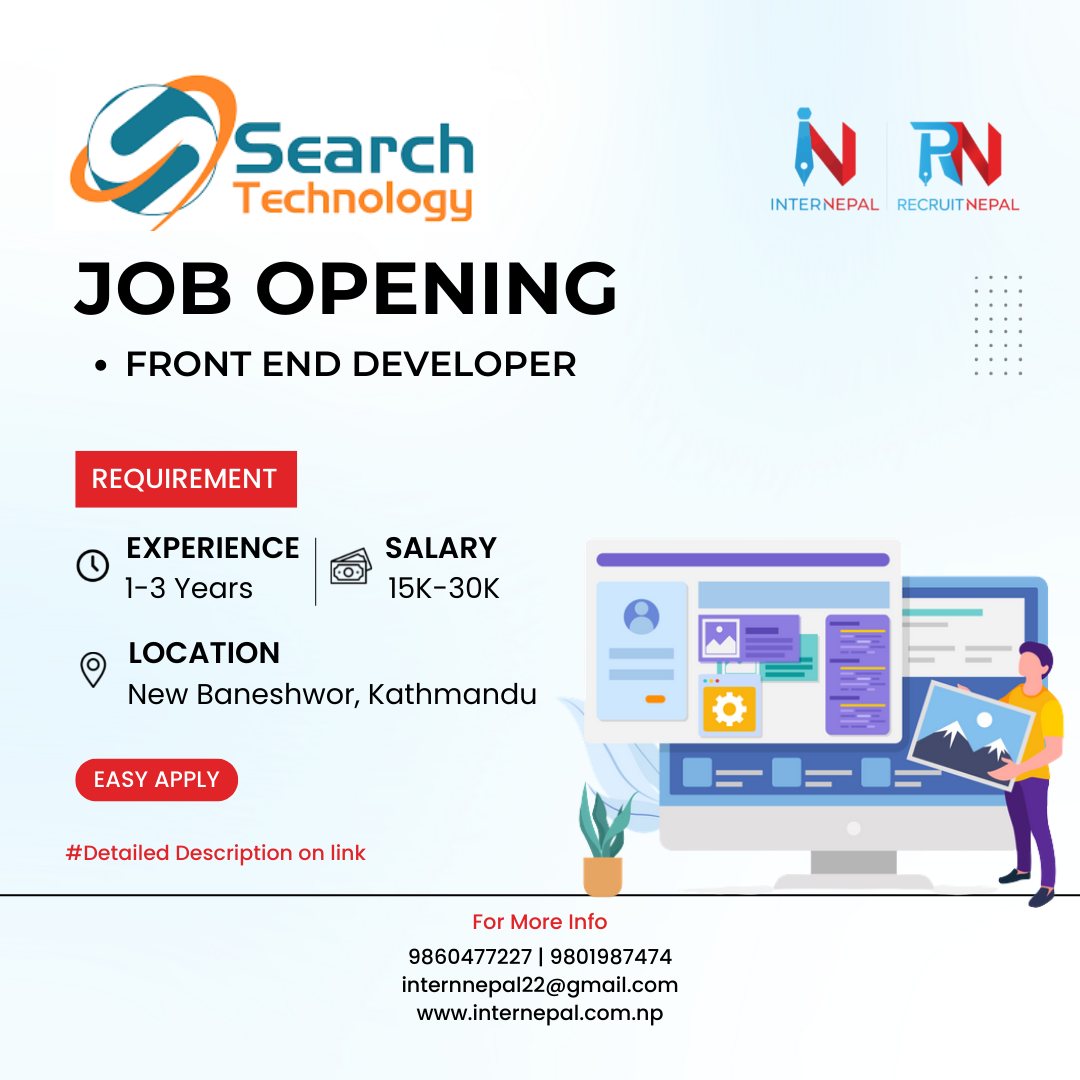 Search
Technology
INTERNEPAL
RECRUITNEPAL
JOB OPENING
• FRONT END DEVELOPER
REQUIREMENT
EXPERIENCE
1-3 Years
SALARY
15K-30K
LOCATION
New Baneshwor, Kathmandu
EASY APPLY
#Detailed Description on link
For More Info
9860477227 | 9801987474
internnepal22@gmail.com
www.internepal.com.np